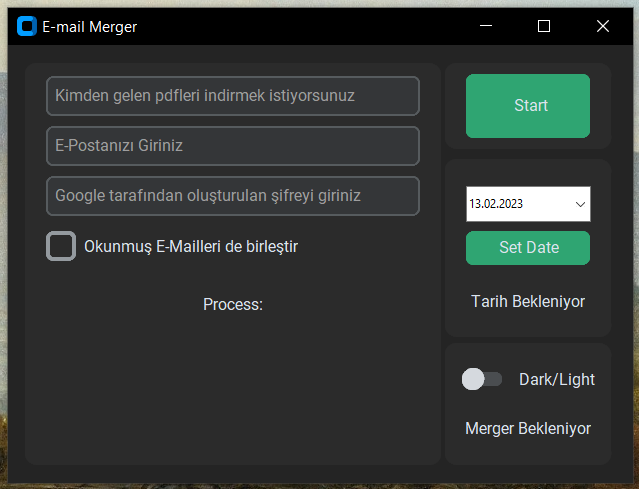 E-mail Merger
Kimden gelen pdfleri indirmek istiyorsunuz
E-Postanızı Giriniz
Google tarafından oluşturulan şifreyi giriniz
Okunmuş E-Mailleri de birleştir
Process:
Start
13.02.2023
Set Date
Tarih Bekleniyor
Dark/Light
Merger Bekleniyor